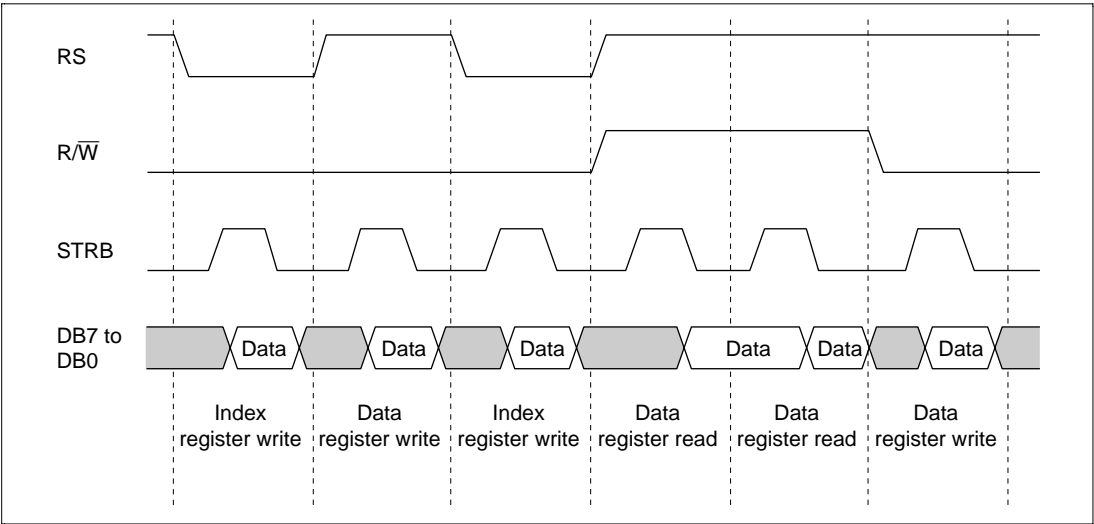 RS
R/W̅
STRB
DB7 to
DB0
Data Data Data Data Data Data
Index Data Index Data Data Data
register write register write register write register read register read register write